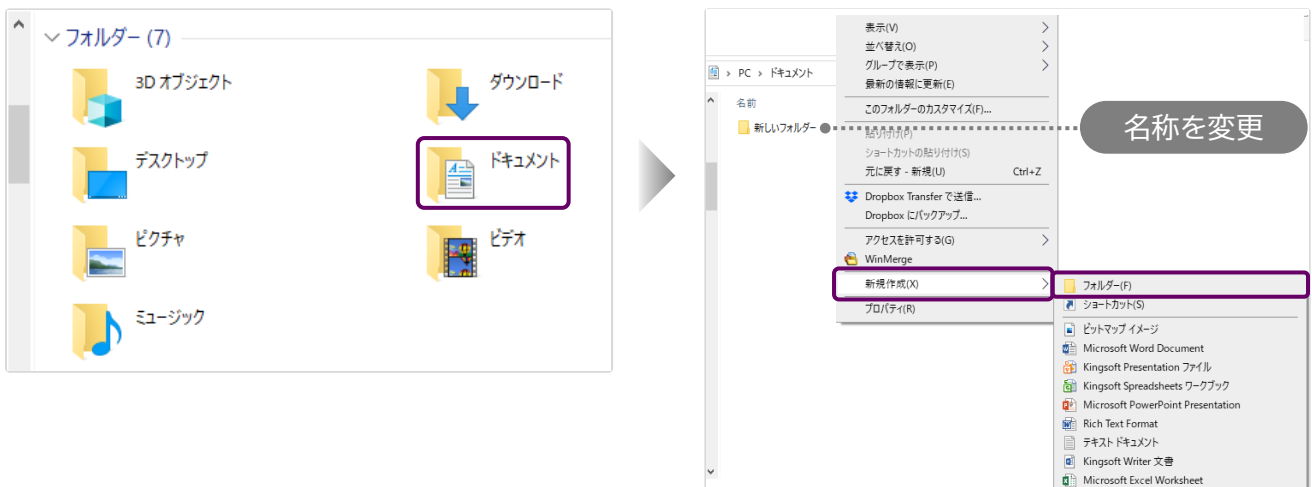 フォルダー (7)
3D オブジェクト
ダウンロード
デスクトップ
ドキュメント
ピクチャ
ビデオ
ミュージック
PC › ドキュメント
名前
新しいフォルダー
名称を変更
表示(V)
並べ替え(O)
グループで表示(P)
最新の情報に更新(E)
このフォルダーのカスタマイズ(F)...
貼り付け(P)
ショートカットの貼り付け(S)
元に戻す - 新規(U) Ctrl+Z
Dropbox Transfer で送信...
Dropbox にバックアップ...
アクセスを許可する(G)
WinMerge
新規作成(X)
プロパティ(R)
フォルダー(F)
ショートカット(S)
ビットマップ イメージ
Microsoft Word Document
Kingsoft Presentation ファイル
Kingsoft Spreadsheets ワークブック
Microsoft PowerPoint Presentation
Rich Text Format
テキスト ドキュメント
Kingsoft Writer 文書
Microsoft Excel Worksheet